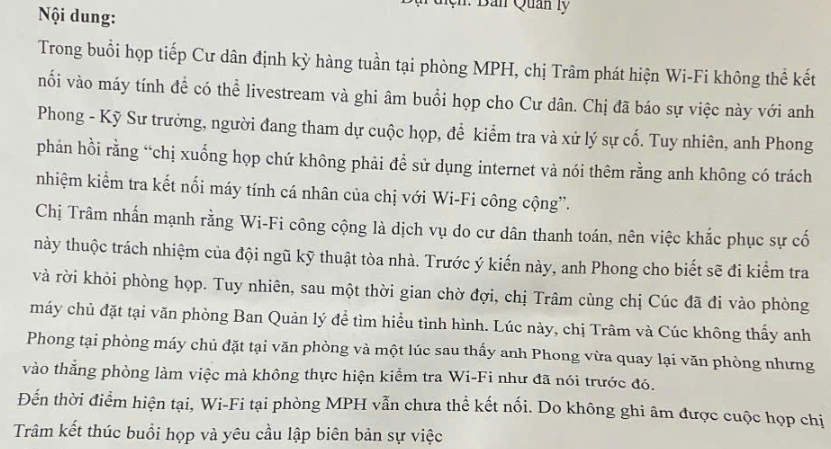 Đại diện: Ban Quản lý
Nội dung:
Trong buổi họp tiếp Cư dân định kỳ hàng tuần tại phòng MPH, chị Trâm phát hiện Wi-Fi không thể kết
nối vào máy tính để có thể livestream và ghi âm buổi họp cho Cư dân. Chị đã báo sự việc này với anh
Phong - Kỹ Sư trưởng, người đang tham dự cuộc họp, để kiểm tra và xử lý sự cố. Tuy nhiên, anh Phong
phản hồi rằng “chị xuống họp chứ không phải để sử dụng internet và nói thêm rằng anh không có trách
nhiệm kiểm tra kết nối máy tính cá nhân của chị với Wi-Fi công cộng”.
Chị Trâm nhấn mạnh rằng Wi-Fi công cộng là dịch vụ do cư dân thanh toán, nên việc khắc phục sự cố
này thuộc trách nhiệm của đội ngũ kỹ thuật tòa nhà. Trước ý kiến này, anh Phong cho biết sẽ đi kiểm tra
và rời khỏi phòng họp. Tuy nhiên, sau một thời gian chờ đợi, chị Trâm cùng chị Cúc đã đi vào phòng
máy chủ đặt tại văn phòng Ban Quản lý để tìm hiểu tình hình. Lúc này, chị Trâm và Cúc không thấy anh
Phong tại phòng máy chủ đặt tại văn phòng và một lúc sau thấy anh Phong vừa quay lại văn phòng nhưng
vào thẳng phòng làm việc mà không thực hiện kiểm tra Wi-Fi như đã nói trước đó.
Đến thời điểm hiện tại, Wi-Fi tại phòng MPH vẫn chưa thể kết nối. Do không ghi âm được cuộc họp chị
Trâm kết thúc buổi họp và yêu cầu lập biên bản sự việc